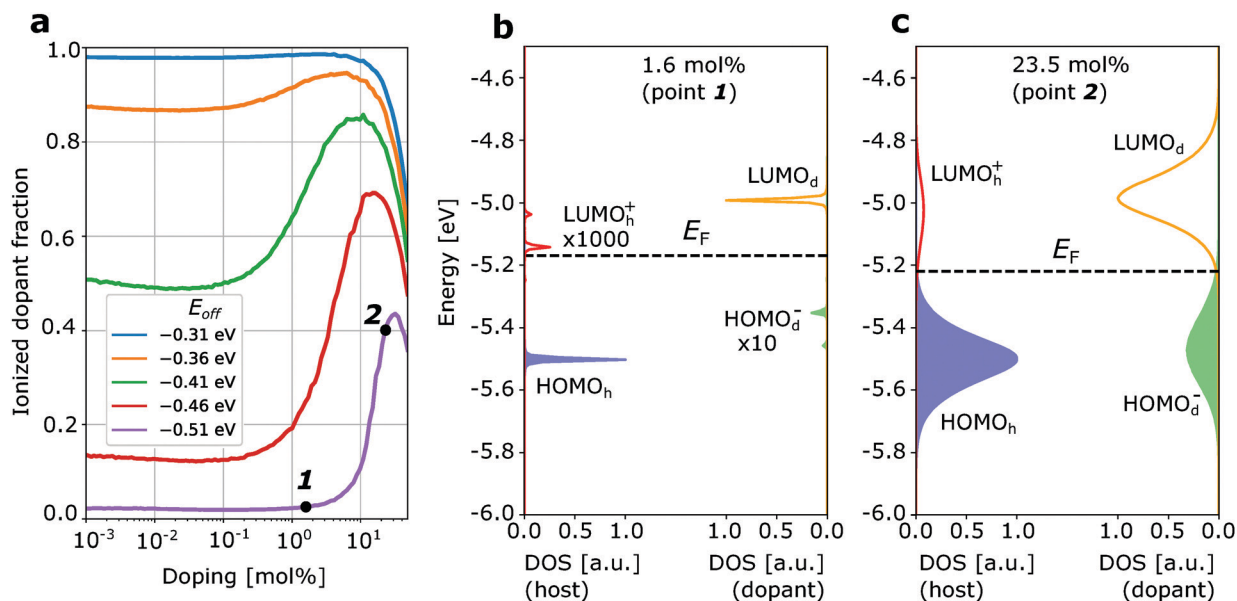 a
Ionized dopant fraction
1.0
0.8
0.6
0.4
0.2
0.0
E_off
−0.31 eV
−0.36 eV
−0.41 eV
−0.46 eV
−0.51 eV
1
2
10⁻³
10⁻²
10⁻¹
10⁰
10¹
Doping [mol%]
b
1.6 mol%
(point 1)
Energy [eV]
-4.6
-4.8
-5.0
-5.2
-5.4
-5.6
-5.8
-6.0
LUMO_d
LUMO_h⁺
x1000
E_F
HOMO_d⁻
x10
HOMO_h
0.0 0.5 1.0
1.0 0.5 0.0
DOS [a.u.]
(host)
DOS [a.u.]
(dopant)
c
23.5 mol%
(point 2)
-4.6
-4.8
-5.0
-5.2
-5.4
-5.6
-5.8
-6.0
LUMO_d
LUMO_h⁺
E_F
HOMO_d⁻
HOMO_h
0.0 0.5 1.0
1.0 0.5 0.0
DOS [a.u.]
(host)
DOS [a.u.]
(dopant)